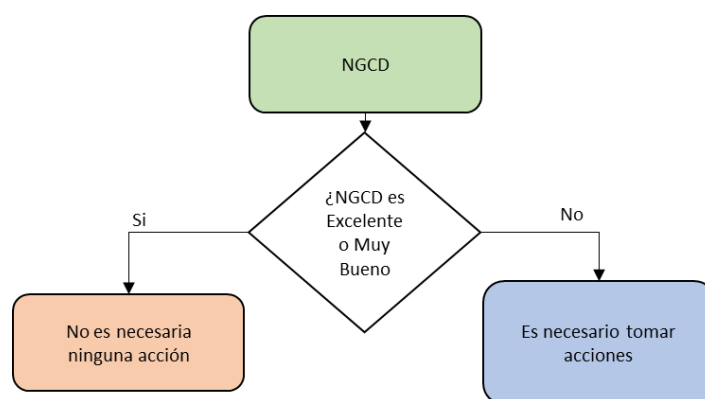 NGCD
¿NGCD es
Excelente
o Muy
Bueno
Si
No
No es necesaria
ninguna acción
Es necesario tomar
acciones